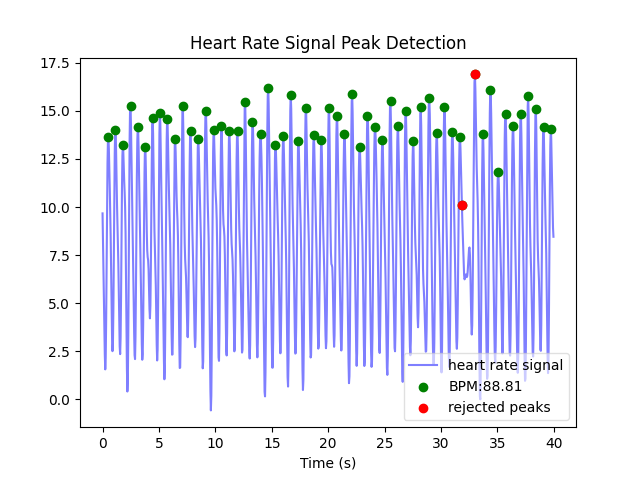 Heart Rate Signal Peak Detection
17.5
15.0
12.5
10.0
7.5
5.0
2.5
0.0
heart rate signal
BPM:88.81
rejected peaks
0 5 10 15 20 25 30 35 40
Time (s)